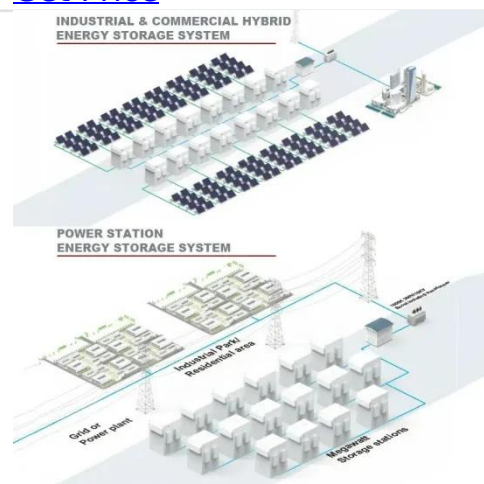 INDUSTRIAL & COMMERCIAL HYBRID
ENERGY STORAGE SYSTEM
POWER STATION
ENERGY STORAGE SYSTEM
Industrial Park/
Residential area
Grid or
Power plant
Megawatt
Storage stations